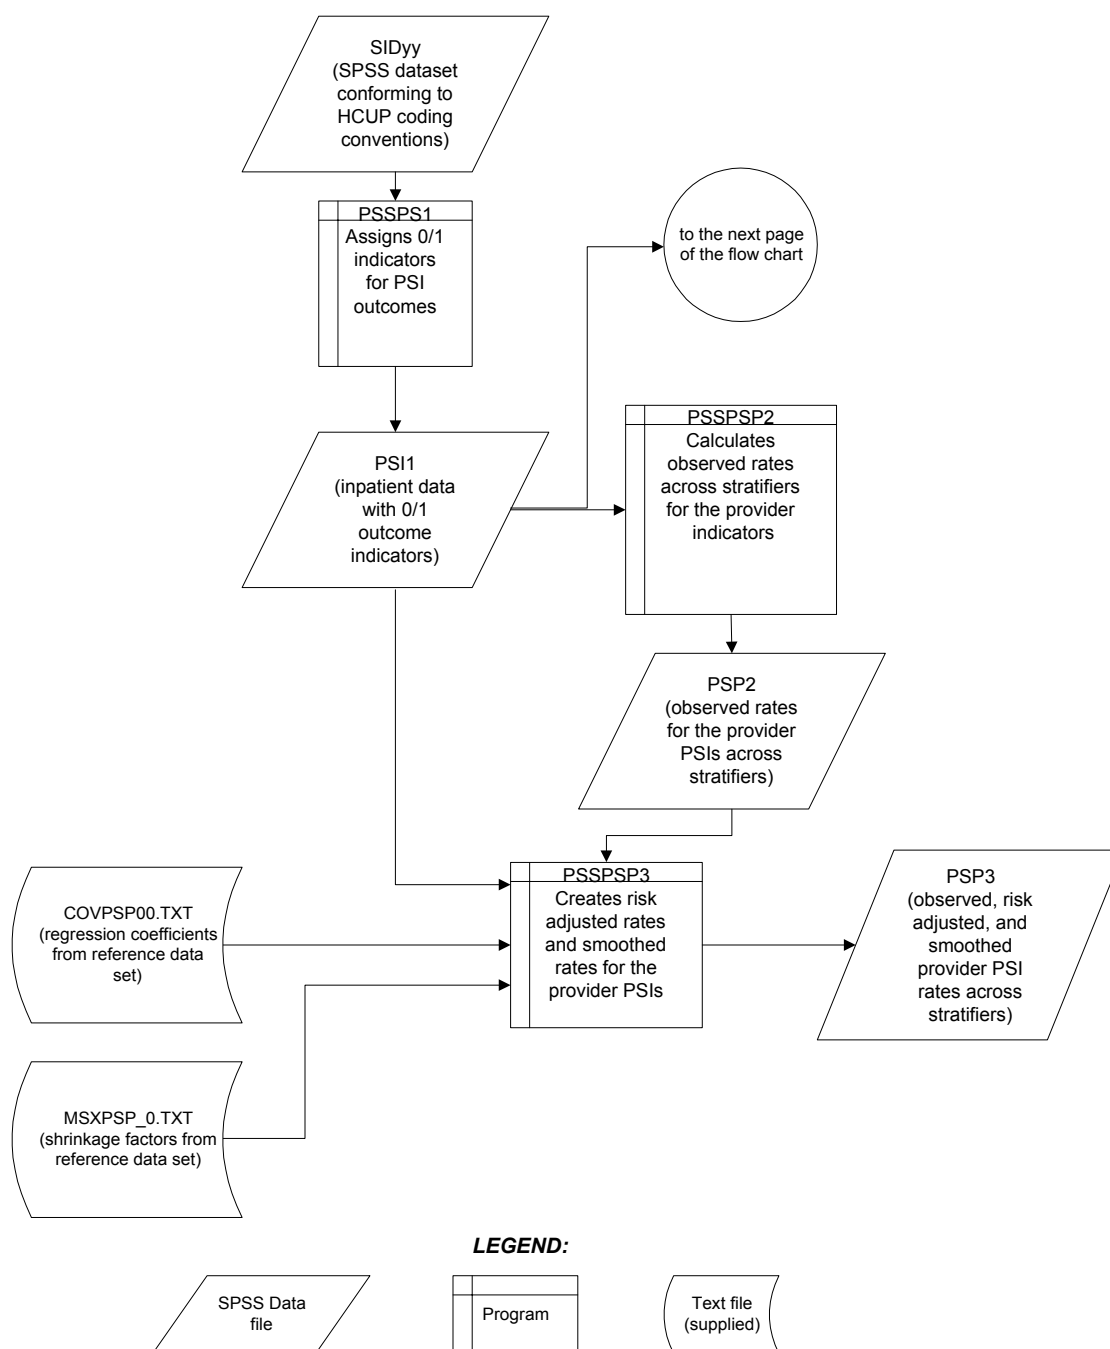 SIDyy
(SPSS dataset
conforming to
HCUP coding
conventions)
PSSPS1
Assigns 0/1
indicators
for PSI
outcomes
to the next page
of the flow chart
PSI1
(inpatient data
with 0/1
outcome
indicators)
PSSPSP2
Calculates
observed rates
across stratifiers
for the provider
indicators
PSP2
(observed rates
for the provider
PSIs across
stratifiers)
COVPSP00.TXT
(regression coefficients
from reference data
set)
PSSPSP3
Creates risk
adjusted rates
and smoothed
rates for the
provider PSIs
PSP3
(observed, risk
adjusted, and
smoothed
provider PSI
rates across
stratifiers)
MSXPSP_0.TXT
(shrinkage factors from
reference data set)
LEGEND:
SPSS Data
file
Program
Text file
(supplied)